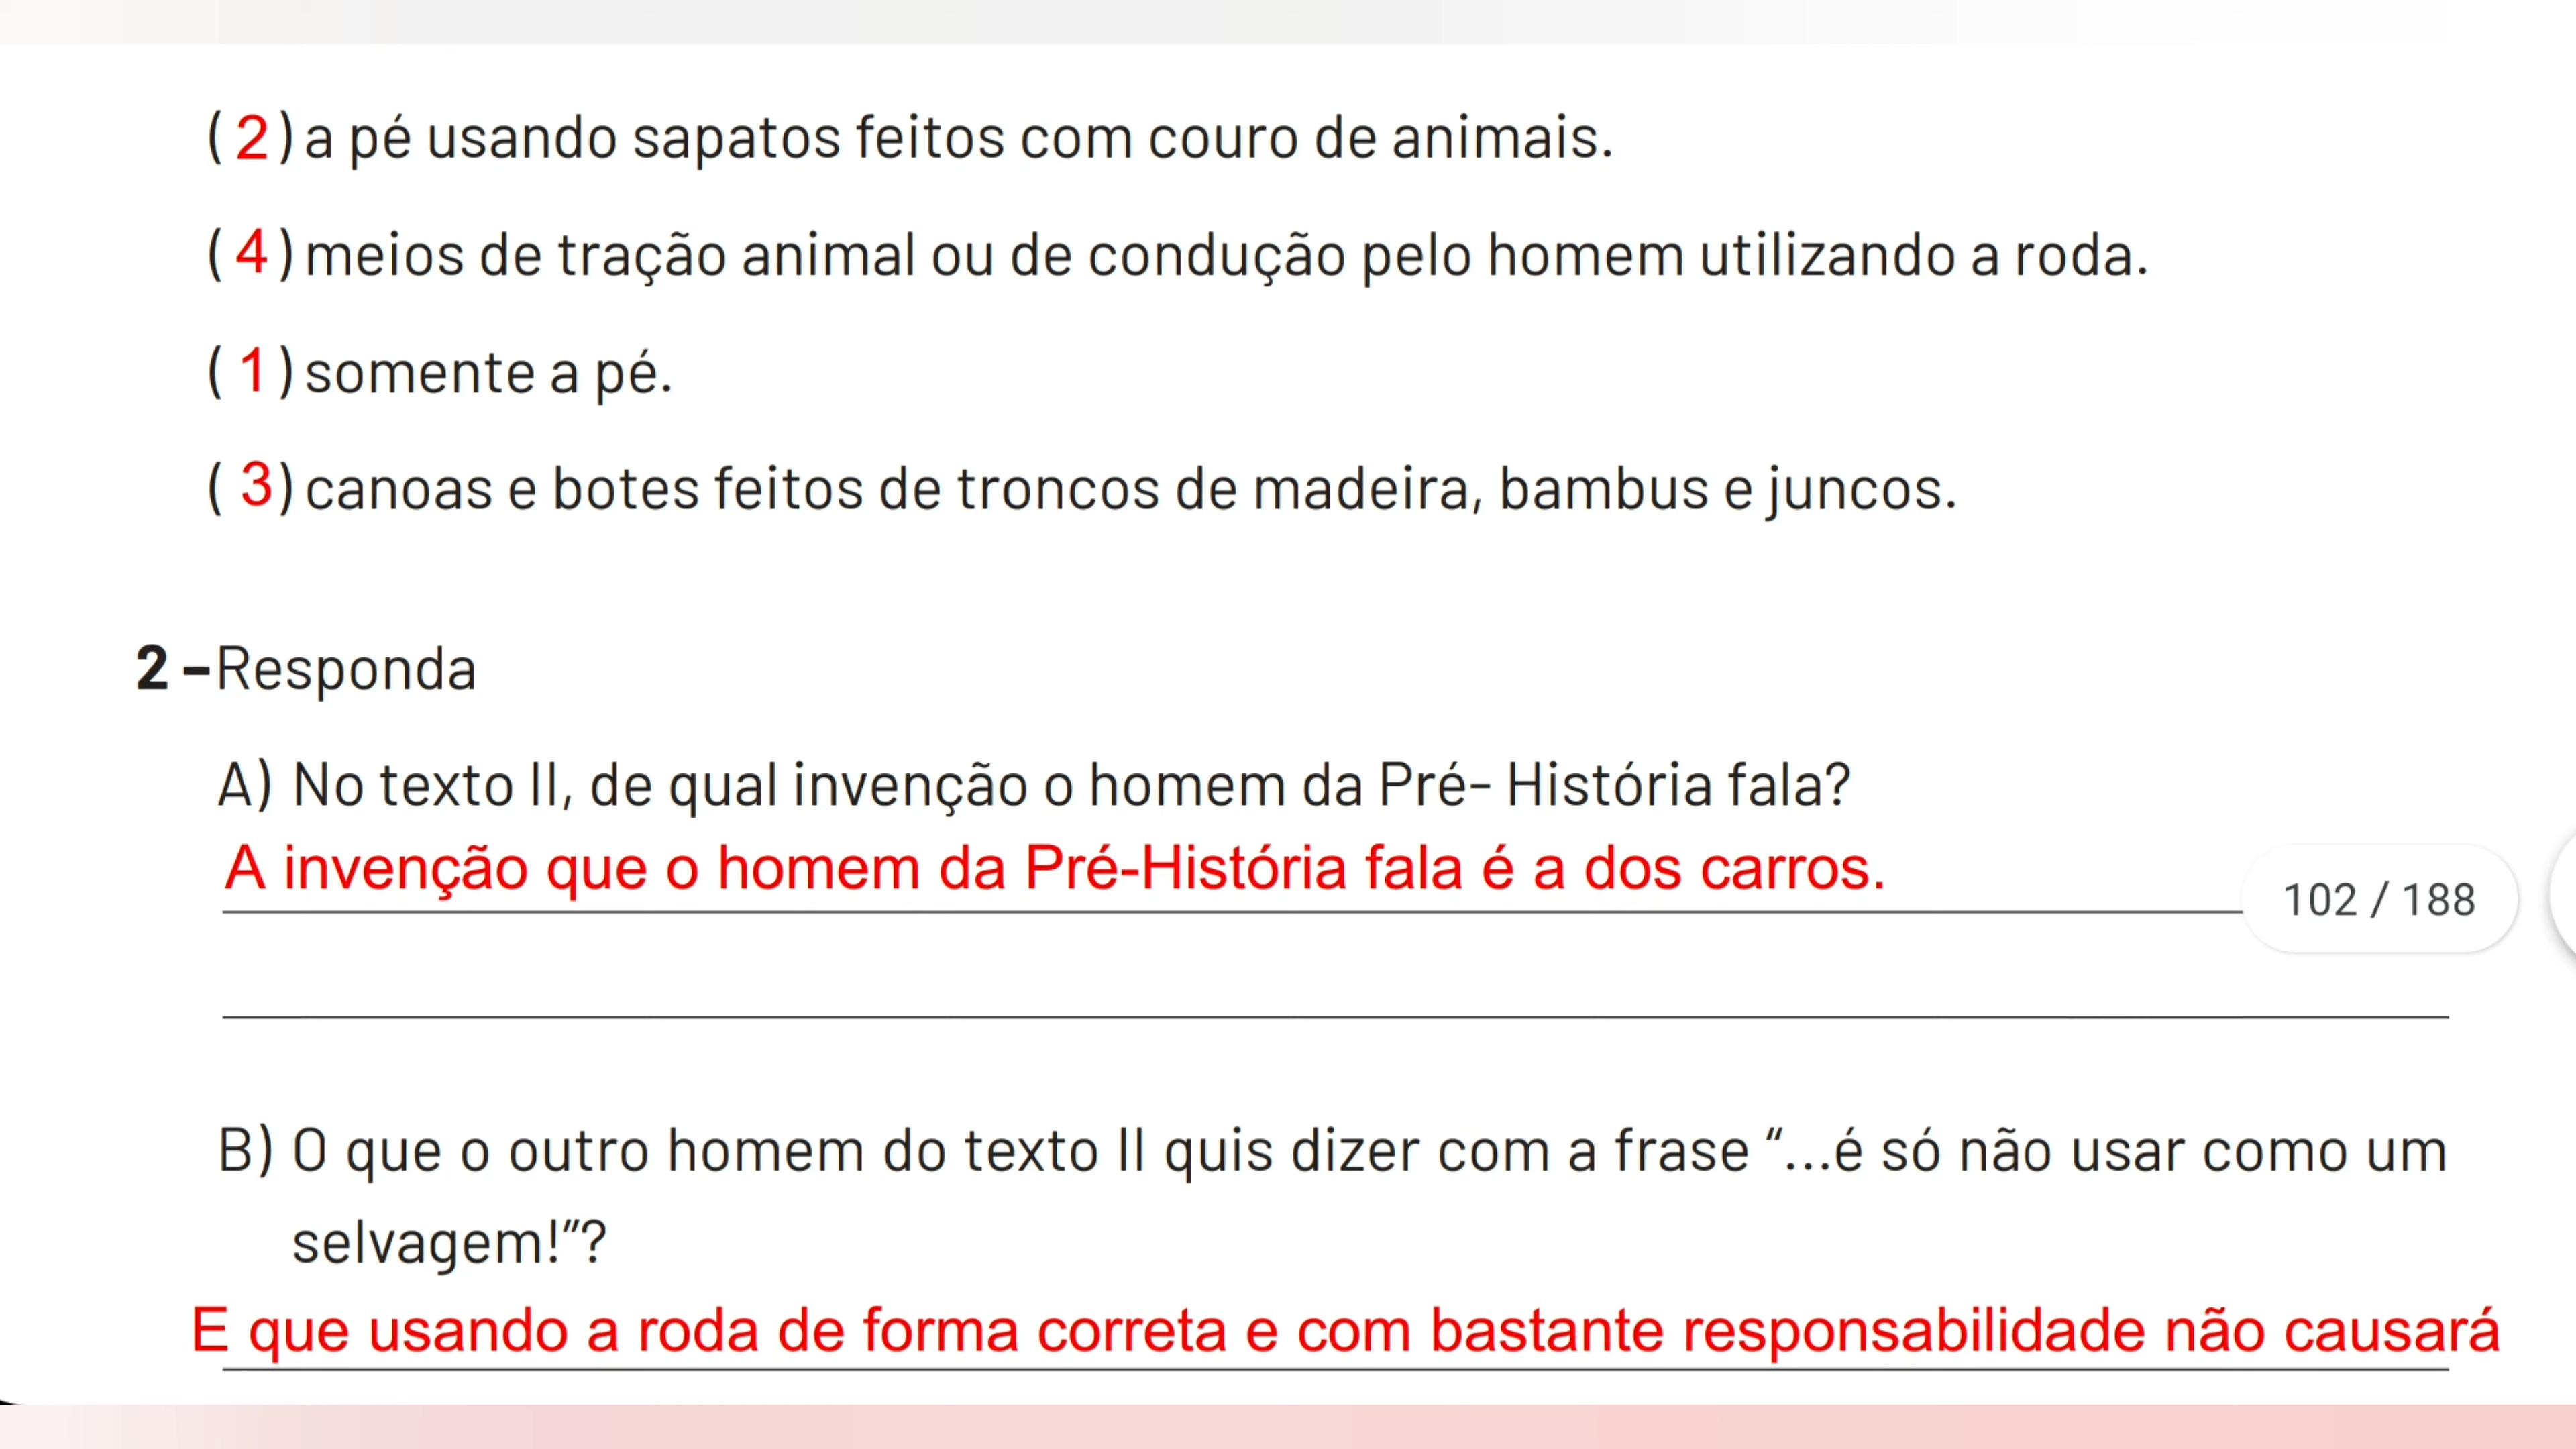 ( 2 ) a pé usando sapatos feitos com couro de animais.
( 4 ) meios de tração animal ou de condução pelo homem utilizando a roda.
( 1 ) somente a pé.
( 3 ) canoas e botes feitos de troncos de madeira, bambus e juncos.
2 – Responda
A) No texto II, de qual invenção o homem da Pré- História fala?
A invenção que o homem da Pré-História fala é a dos carros.
102 / 188
B) O que o outro homem do texto II quis dizer com a frase “...é só não usar como um
selvagem!”?
E que usando a roda de forma correta e com bastante responsabilidade não causará